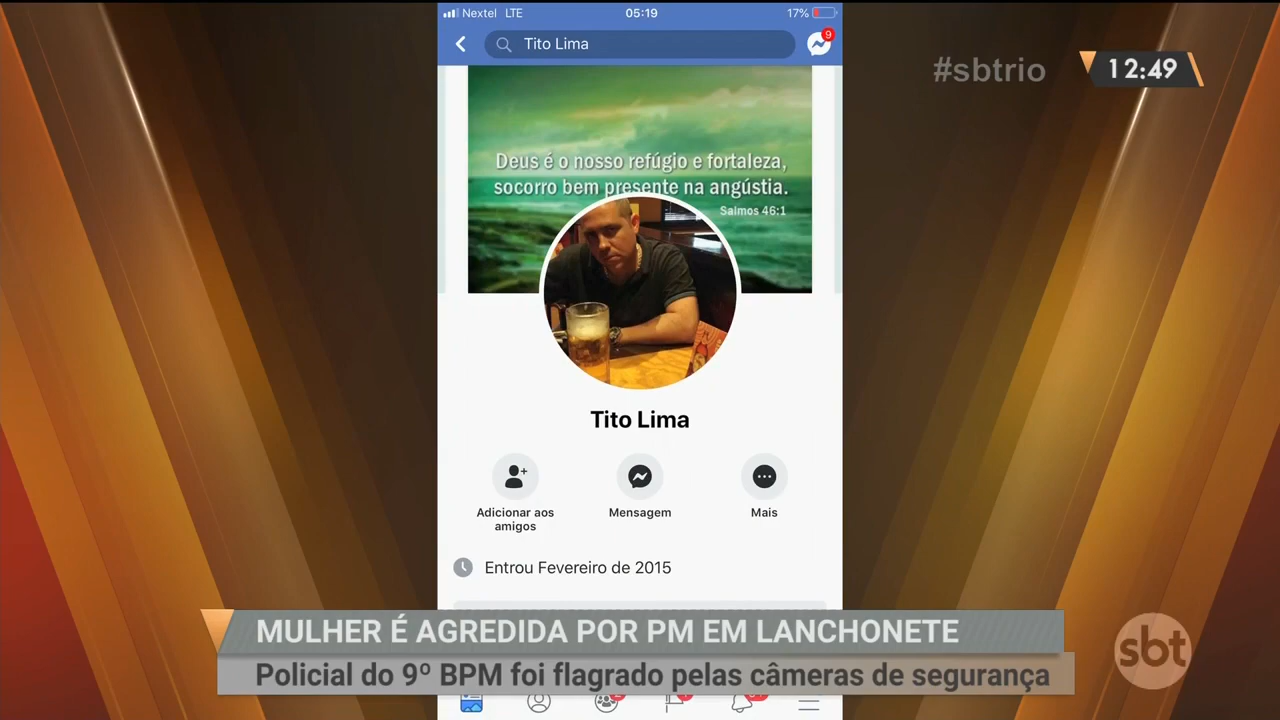 Nextel LTE 05:19 17%
Tito Lima
9
#sbtrio
12:49
Deus é o nosso refúgio e fortaleza,
socorro bem presente na angústia.
Salmos 46:1
Tito Lima
Adicionar aos
amigos
Mensagem
Mais
Entrou Fevereiro de 2015
MULHER É AGREDIDA POR PM EM LANCHONETE
Policial do 9º BPM foi flagrado pelas câmeras de segurança
sbt